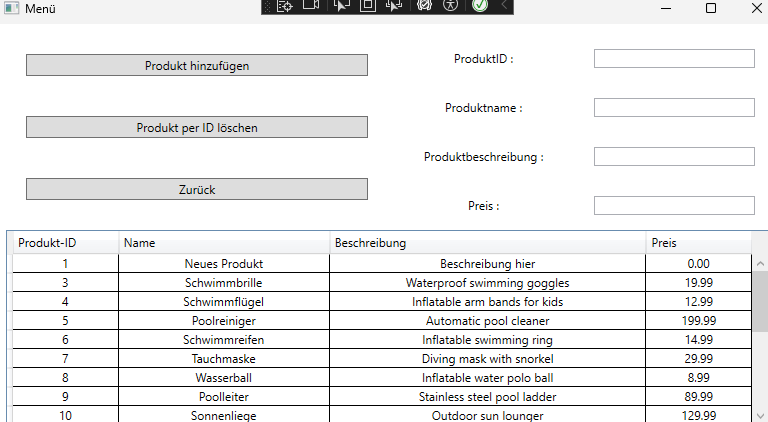 Menü
Produkt hinzufügen
Produkt per ID löschen
Zurück
ProduktID :
Produktname :
Produktbeschreibung :
Preis :
Produkt-ID Name Beschreibung Preis
1 Neues Produkt Beschreibung hier 0.00
3 Schwimmbrille Waterproof swimming goggles 19.99
4 Schwimmflügel Inflatable arm bands for kids 12.99
5 Poolreiniger Automatic pool cleaner 199.99
6 Schwimmreifen Inflatable swimming ring 14.99
7 Tauchmaske Diving mask with snorkel 29.99
8 Wasserball Inflatable water polo ball 8.99
9 Poolleiter Stainless steel pool ladder 89.99
10 Sonnenliege Outdoor sun lounger 129.99